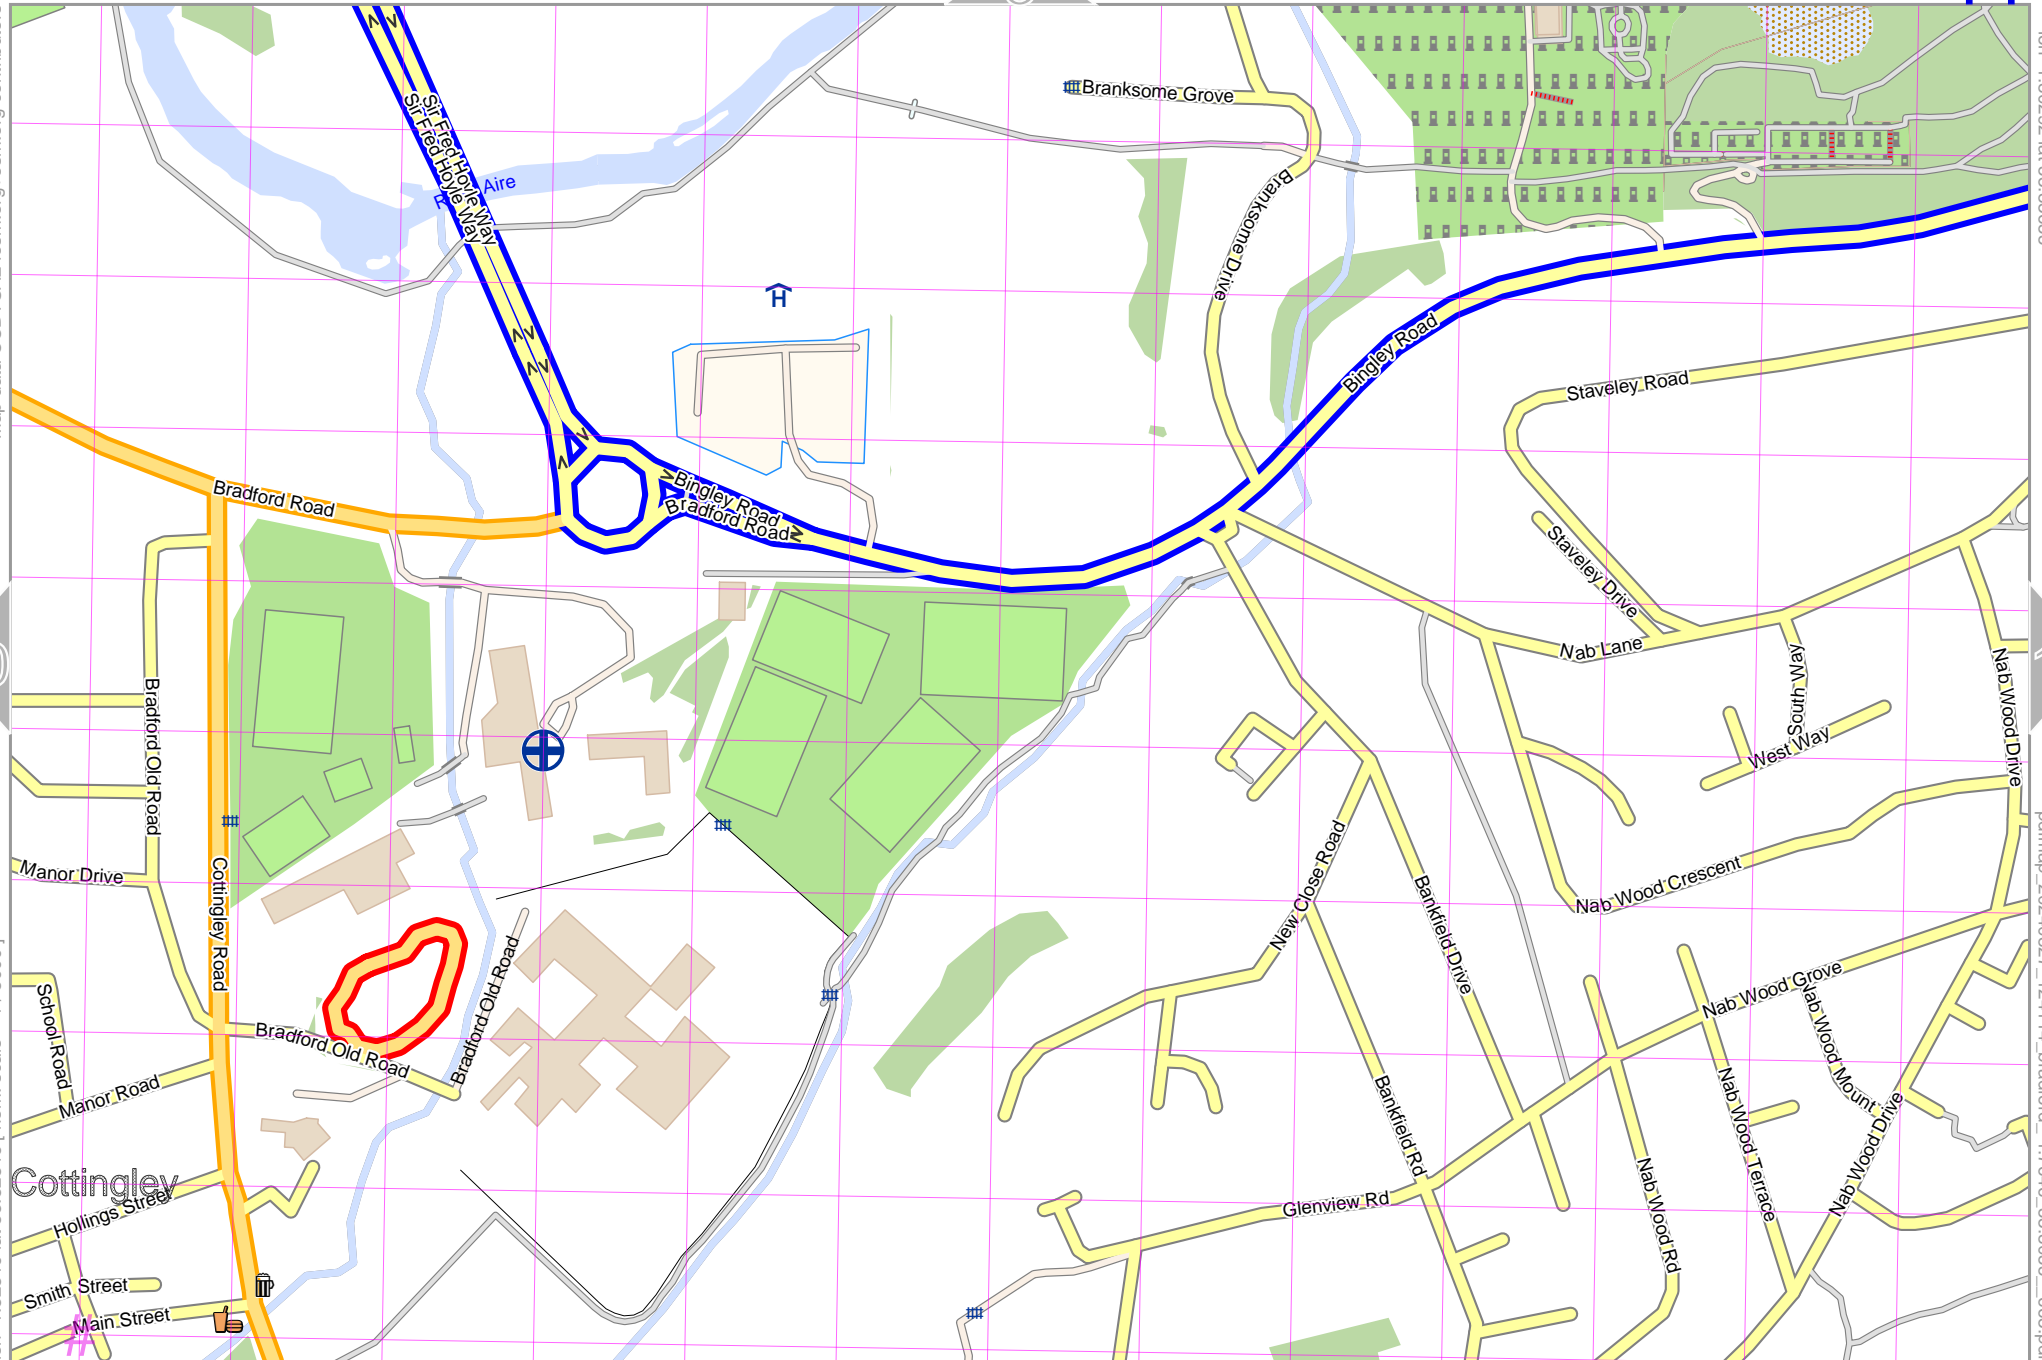 Branksome Grove
Sir Fred Hoyle Way
Sir Fred Hoyle Way
Aire
Branksome Drive
H
Bingley Road
Staveley Road
Bradford Road
Bingley Road
Bradford Road
Staveley Drive
Nab Lane
South Way
Nab Wood Drive
West Way
Bradford Old Road
Manor Drive
Cottingley Road
Nab Wood Crescent
New Close Road
Bankfield Drive
Nab Wood Grove
School Road
Bradford Old Road
Bradford Old Road
Manor Road
Nab Wood Mount
Bankfield Rd
Nab Wood Terrace
Nab Wood Drive
Nab Wood Rd
Cottingley
Hollings Street
Glenview Rd
Smith Street
Main Street
#